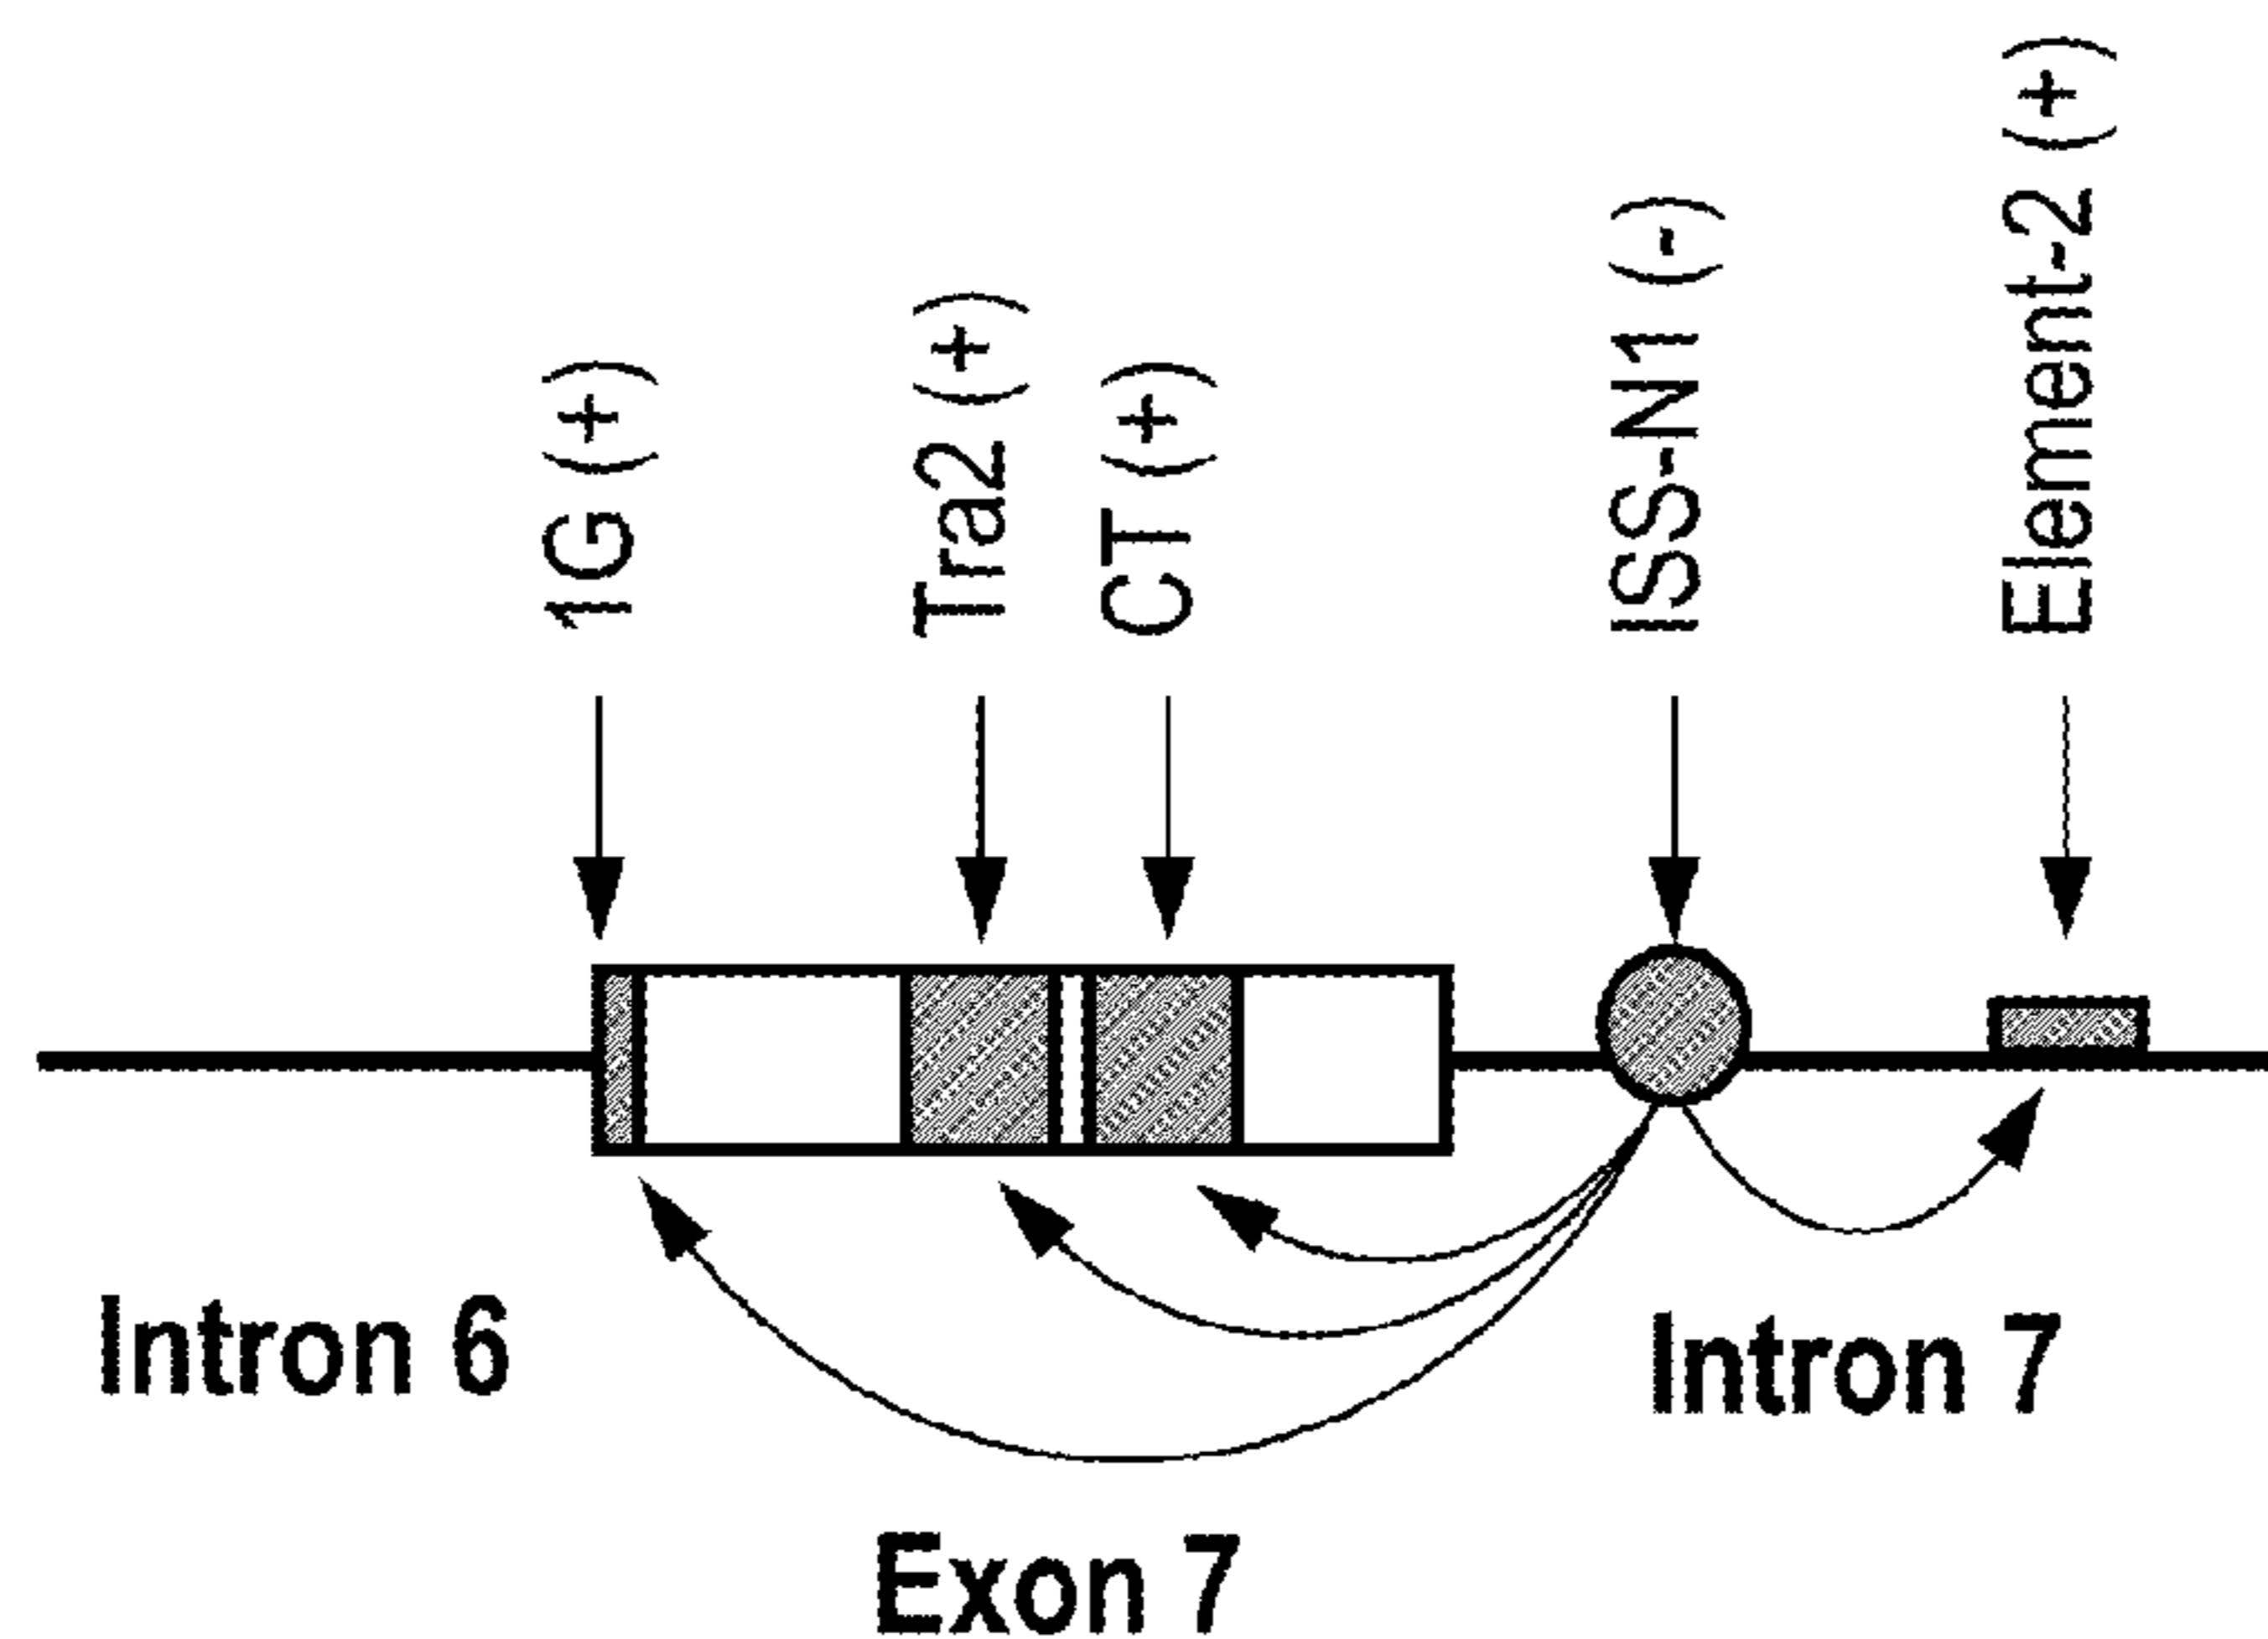 1G (+)
Tra2 (+)
CT (+)
ISS-N1 (-)
Element-2 (+)
Intron 6
Intron 7
Exon 7